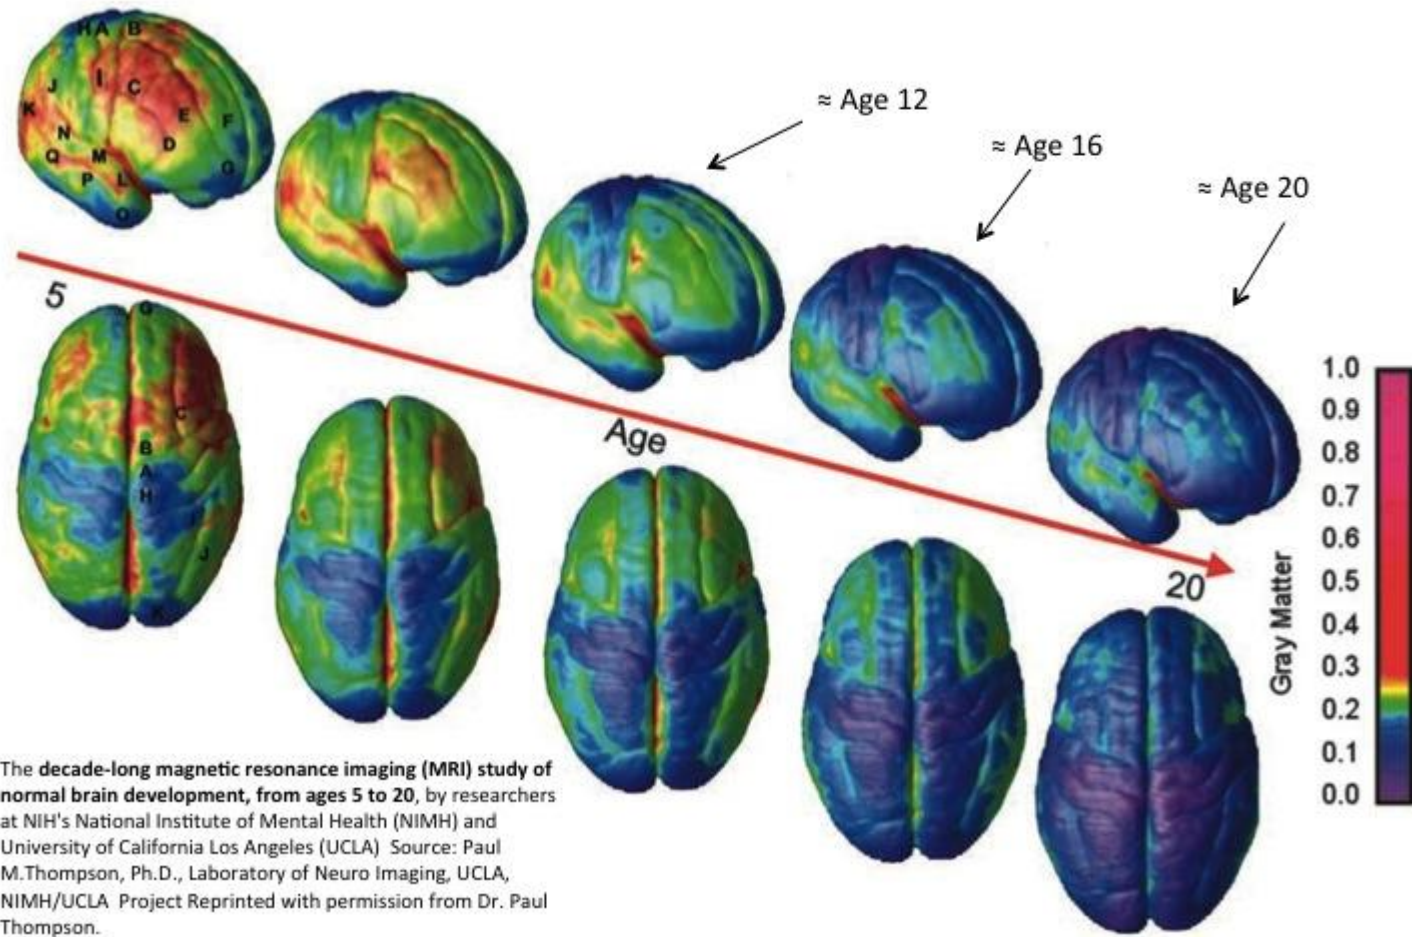 H A B
I
J C
K E F
N D
Q M
P L G
O
≈ Age 12
≈ Age 16
≈ Age 20
5
Age
20
G
C
B
A
H
J
K
Gray Matter
1.0
0.9
0.8
0.7
0.6
0.5
0.4
0.3
0.2
0.1
0.0
The decade-long magnetic resonance imaging (MRI) study of
normal brain development, from ages 5 to 20, by researchers
at NIH's National Institute of Mental Health (NIMH) and
University of California Los Angeles (UCLA) Source: Paul
M.Thompson, Ph.D., Laboratory of Neuro Imaging, UCLA,
NIMH/UCLA Project Reprinted with permission from Dr. Paul
Thompson.